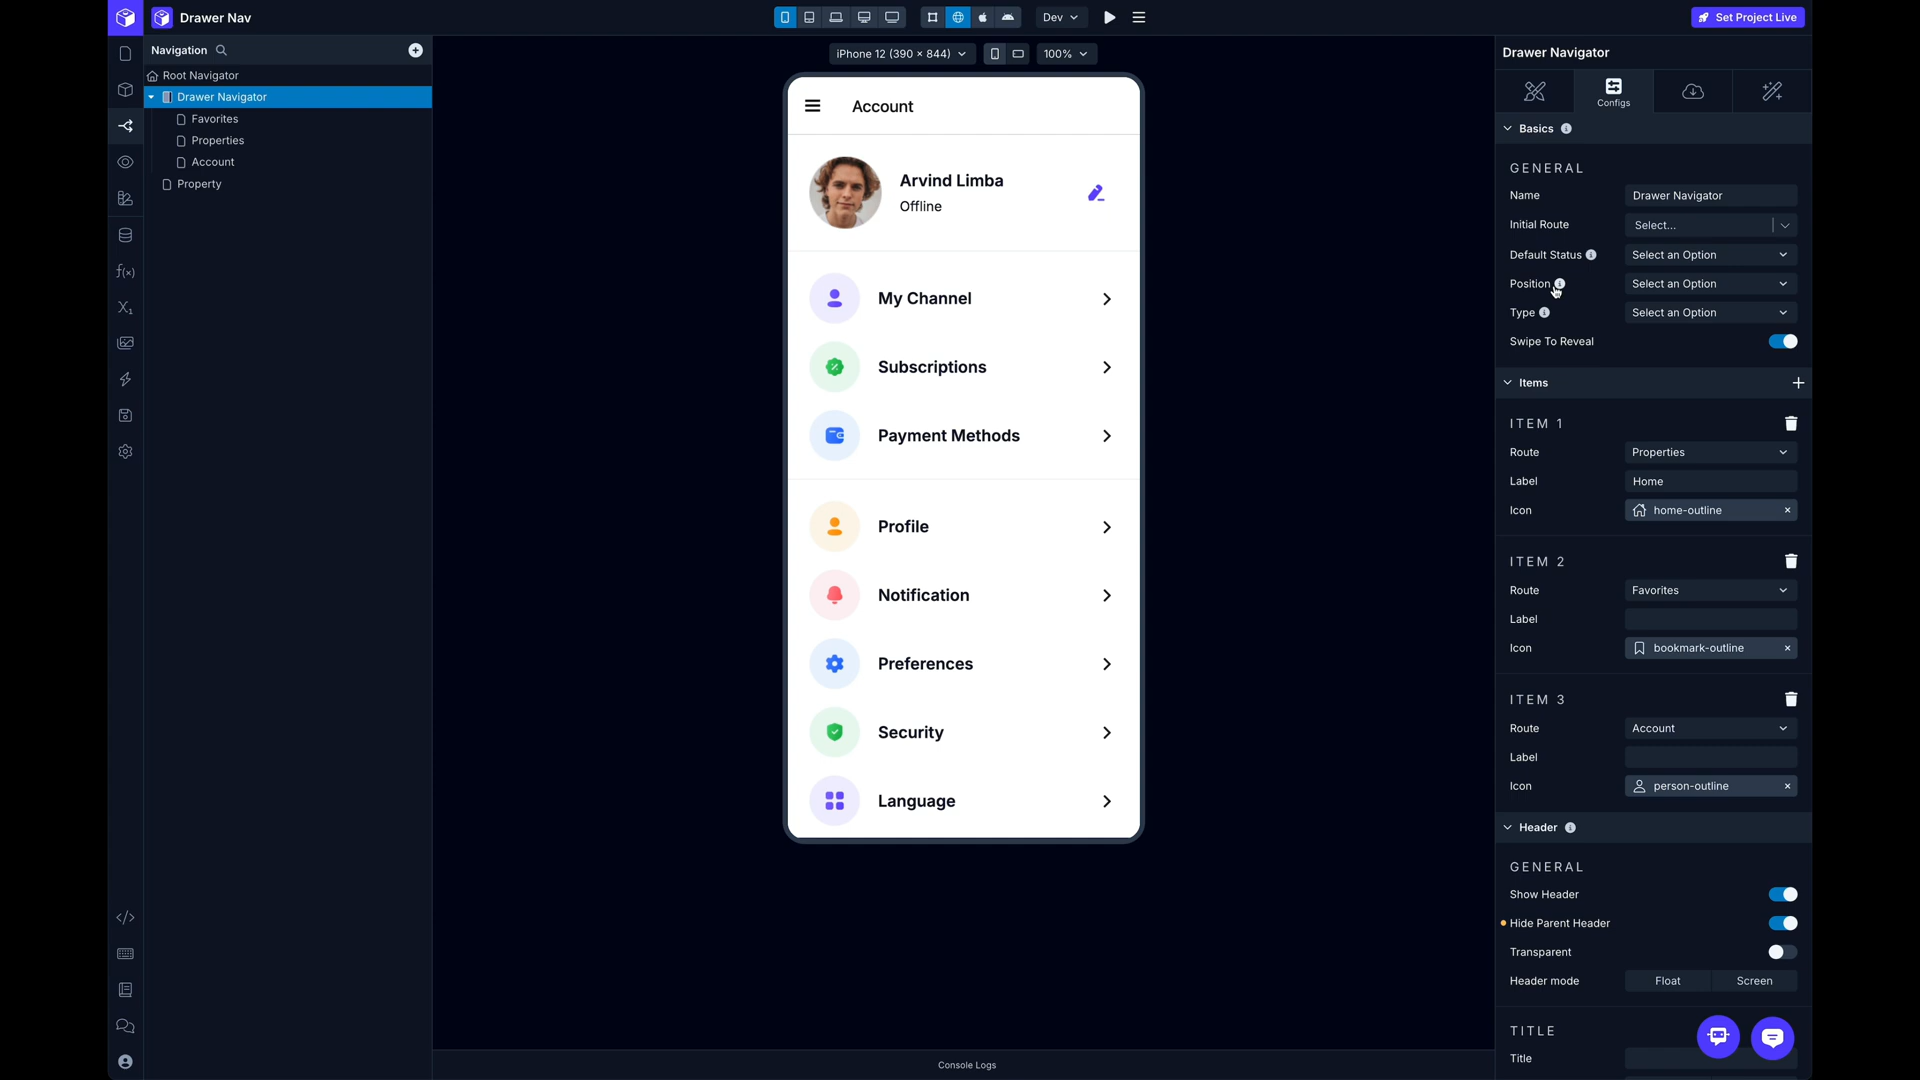 Drawer Nav
Dev
Set Project Live
Navigation
iPhone 12 (390 × 844)
100%
Drawer Navigator
Root Navigator
Drawer Navigator
Favorites
Properties
Account
Property
f(x)
X₁
</>
Account
Arvind Limba
Offline
My Channel
Subscriptions
Payment Methods
Profile
Notification
Preferences
Security
Language
Console Logs
Configs
Basics
GENERAL
Name Drawer Navigator
Initial Route Select...
Default Status Select an Option
Position Select an Option
Type Select an Option
Swipe To Reveal
Items
ITEM 1
Route Properties
Label Home
Icon home-outline ×
ITEM 2
Route Favorites
Label
Icon bookmark-outline ×
ITEM 3
Route Account
Label
Icon person-outline ×
Header
GENERAL
Show Header
Hide Parent Header
Transparent
Header mode Float Screen
TITLE
Title